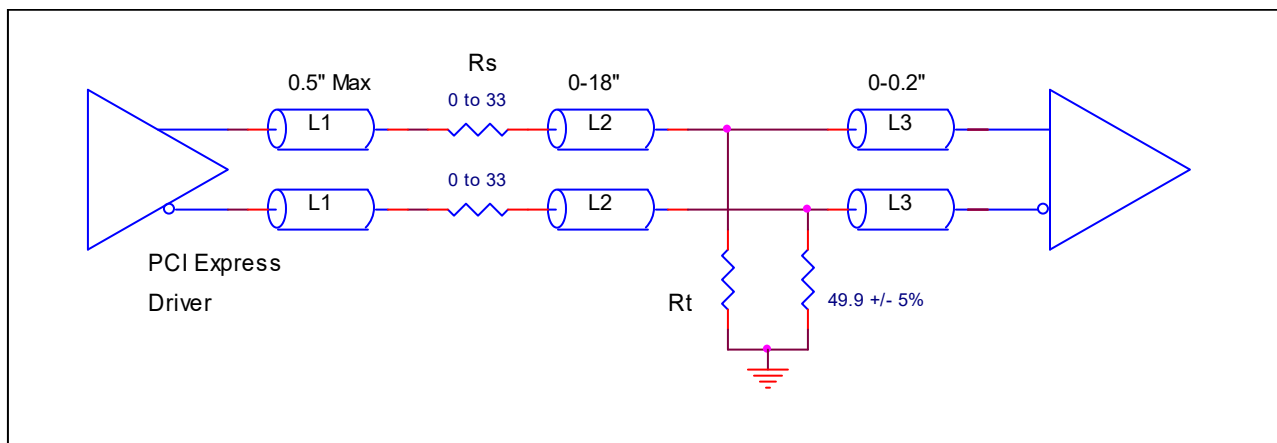 Rs
0.5" Max
0-18"
0-0.2"
0 to 33
L1
L2
L3
0 to 33
L1
L2
L3
PCI Express
Driver
Rt
49.9 +/- 5%